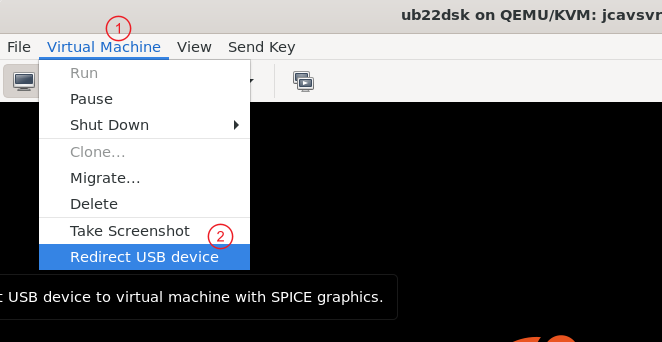 1
ub22dsk on QEMU/KVM: jcavsvr
File Virtual Machine View Send Key
Run
Pause
Shut Down
Clone...
Migrate...
Delete
Take Screenshot
2
Redirect USB device
t USB device to virtual machine with SPICE graphics.